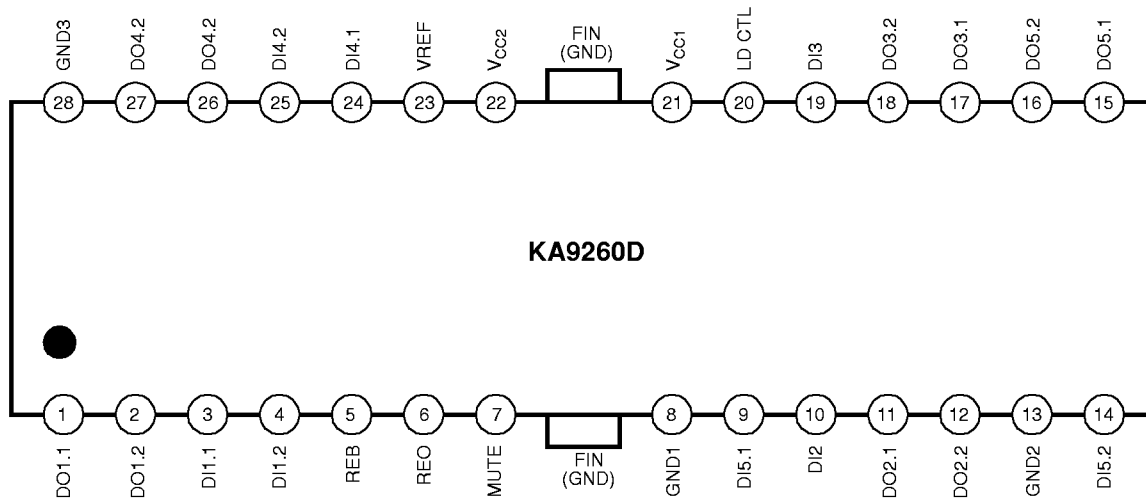 GND3
DO4.2
DO4.2
DI4.2
DI4.1
VREF
VCC2
FIN
(GND)
VCC1
LD CTL
DI3
DO3.2
DO3.1
DO5.2
DO5.1
28 27 26 25 24 23 22 21 20 19 18 17 16 15
KA9260D
1 2 3 4 5 6 7 8 9 10 11 12 13 14
DO1.1
DO1.2
DI1.1
DI1.2
REB
REO
MUTE
FIN
(GND)
GND1
DI5.1
DI2
DO2.1
DO2.2
GND2
DI5.2